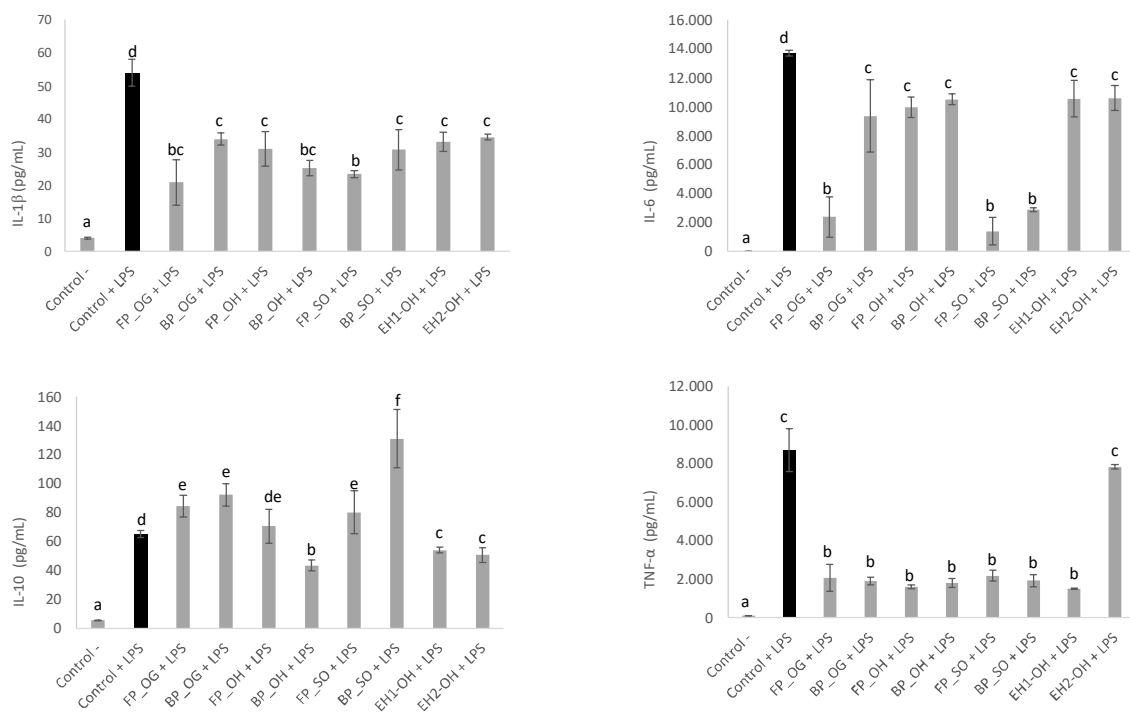 IL-1β (pg/mL)
70
60
50
40
30
20
10
0
a
d
bc
c
c
bc
b
c
c
c
Control -
Control + LPS
FP_OG + LPS
BP_OG + LPS
FP_OH + LPS
BP_OH + LPS
FP_SO + LPS
BP_SO + LPS
EH1-OH + LPS
EH2-OH + LPS
IL-6 (pg/mL)
16.000
14.000
12.000
10.000
8.000
6.000
4.000
2.000
0
a
d
b
c
c
c
b
b
c
c
Control -
Control + LPS
FP_OG + LPS
BP_OG + LPS
FP_OH + LPS
BP_OH + LPS
FP_SO + LPS
BP_SO + LPS
EH1-OH + LPS
EH2-OH + LPS
IL-10 (pg/mL)
160
140
120
100
80
60
40
20
0
a
d
e
e
de
b
e
f
c
c
Control -
Control + LPS
FP_OG + LPS
BP_OG + LPS
FP_OH + LPS
BP_OH + LPS
FP_SO + LPS
BP_SO + LPS
EH1-OH + LPS
EH2-OH + LPS
TNF-α (pg/mL)
12.000
10.000
8.000
6.000
4.000
2.000
0
a
c
b
b
b
b
b
b
b
c
Control -
Control + LPS
FP_OG + LPS
BP_OG + LPS
FP_OH + LPS
BP_OH + LPS
FP_SO + LPS
BP_SO + LPS
EH1-OH + LPS
EH2-OH + LPS